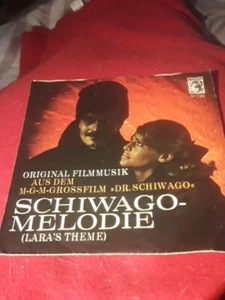 ORIGINAL FILMMUSIK
AUS DEM
M-G-M-GROSSFILM »DR. SCHIWAGO«
SCHIWAGO-
MELODIE
(LARA'S THEME)